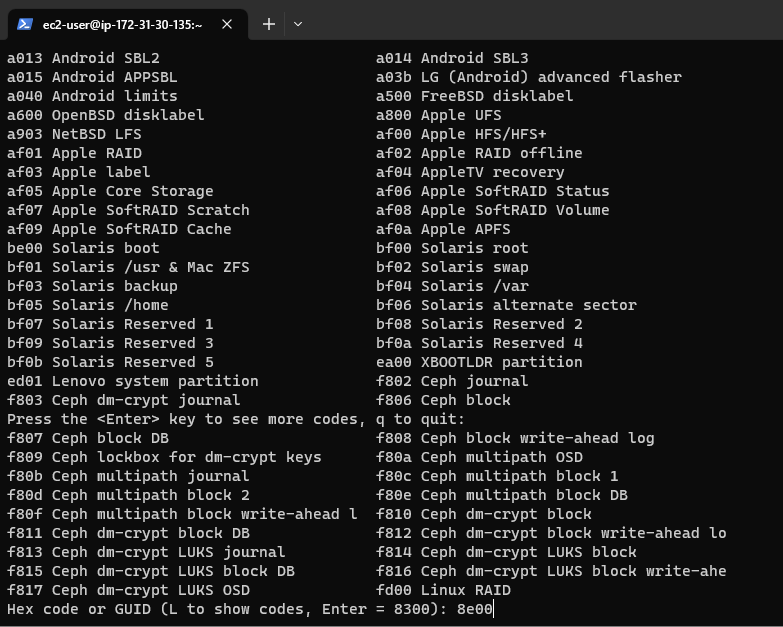 ec2-user@ip-172-31-30-135:~
a013 Android SBL2 a014 Android SBL3
a015 Android APPSBL a03b LG (Android) advanced flasher
a040 Android limits a500 FreeBSD disklabel
a600 OpenBSD disklabel a800 Apple UFS
a903 NetBSD LFS af00 Apple HFS/HFS+
af01 Apple RAID af02 Apple RAID offline
af03 Apple label af04 AppleTV recovery
af05 Apple Core Storage af06 Apple SoftRAID Status
af07 Apple SoftRAID Scratch af08 Apple SoftRAID Volume
af09 Apple SoftRAID Cache af0a Apple APFS
be00 Solaris boot bf00 Solaris root
bf01 Solaris /usr & Mac ZFS bf02 Solaris swap
bf03 Solaris backup bf04 Solaris /var
bf05 Solaris /home bf06 Solaris alternate sector
bf07 Solaris Reserved 1 bf08 Solaris Reserved 2
bf09 Solaris Reserved 3 bf0a Solaris Reserved 4
bf0b Solaris Reserved 5 ea00 XBOOTLDR partition
ed01 Lenovo system partition f802 Ceph journal
f803 Ceph dm-crypt journal f806 Ceph block
Press the <Enter> key to see more codes, q to quit:
f807 Ceph block DB f808 Ceph block write-ahead log
f809 Ceph lockbox for dm-crypt keys f80a Ceph multipath OSD
f80b Ceph multipath journal f80c Ceph multipath block 1
f80d Ceph multipath block 2 f80e Ceph multipath block DB
f80f Ceph multipath block write-ahead l f810 Ceph dm-crypt block
f811 Ceph dm-crypt block DB f812 Ceph dm-crypt block write-ahead lo
f813 Ceph dm-crypt LUKS journal f814 Ceph dm-crypt LUKS block
f815 Ceph dm-crypt LUKS block DB f816 Ceph dm-crypt LUKS block write-ahe
f817 Ceph dm-crypt LUKS OSD fd00 Linux RAID
Hex code or GUID (L to show codes, Enter = 8300): 8e00